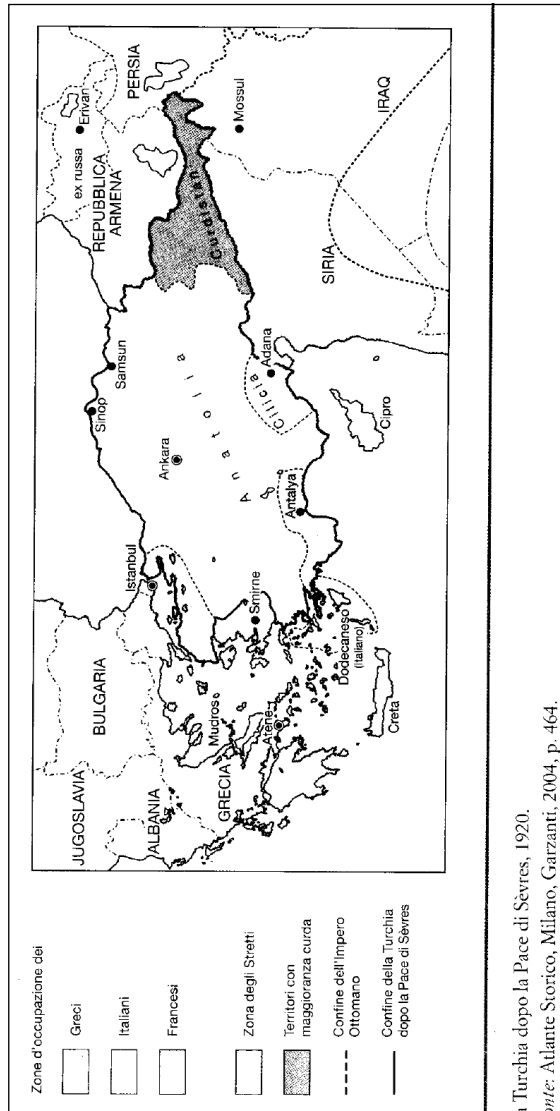 Zone d'occupazione dei
Greci
Italiani
Francesi
Zona degli Stretti
Territori con
maggioranza curda
Confine dell'Impero
Ottomano
Confine della Turchia
dopo la Pace di Sèvres
JUGOSLAVIA
BULGARIA
ALBANIA
GRECIA
Mudros
Atene
Creta
Dodecaneso
(italiano)
Smirne
Istanbul
Antalya
Ankara
Anatolia
Sinop
Samsun
Cilicia
Adana
Cipro
REPUBBLICA
ARMENA
ex russa
Erivan
PERSIA
Curdistan
Mossul
SIRIA
IRAQ
a Turchia dopo la Pace di Sèvres, 1920.
onte: Atlante Storico, Milano, Garzanti, 2004, p. 464.